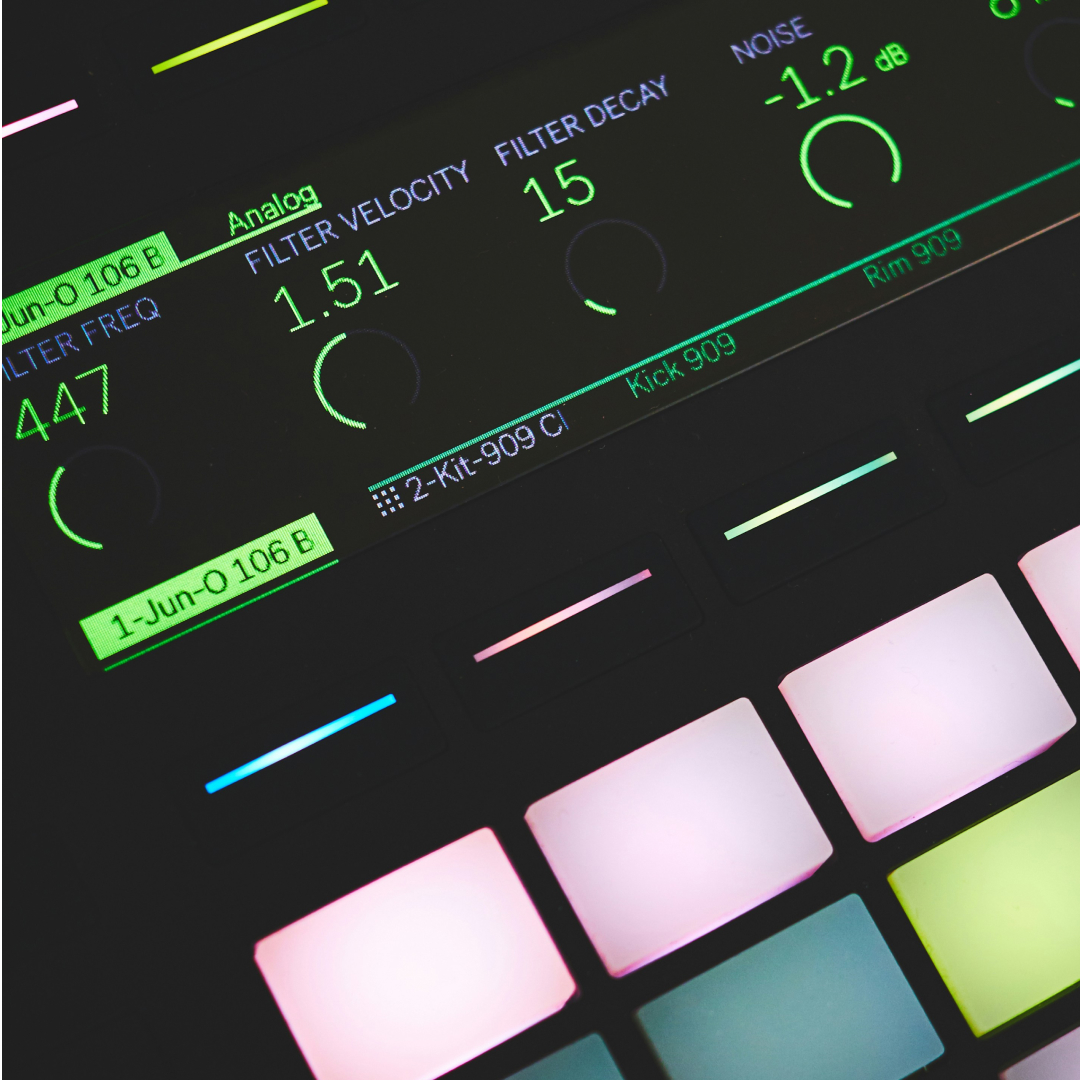 Jun-O 106 B
Analog
ILTER FREQ
447
FILTER VELOCITY
1.51
FILTER DECAY
15
NOISE
-1.2 dB
1-Jun-O 106 B
2-Kit-909 Cl
Kick 909
Rim 909